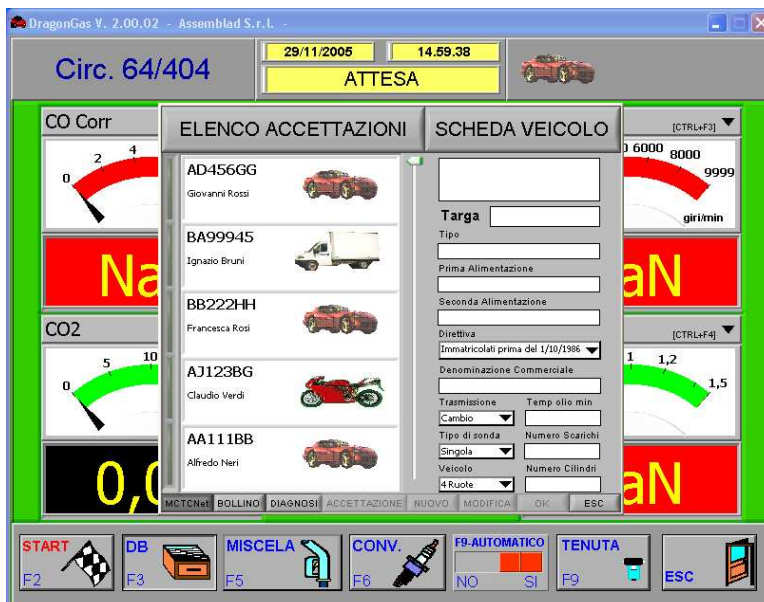 DragonGas V. 2.00.02 - Assemblad S.r.l. -
Circ. 64/404
29/11/2005
14.59.38
ATTESA
CO Corr
[CTRL+F3]
0
2
4
6000
8000
9999
giri/min
Na
aN
CO2
[CTRL+F4]
0
5
10
1
1,2
1,5
0,0
aN
ELENCO ACCETTAZIONI
AD456GG
Giovanni Rossi
BA99945
Ignazio Bruni
BB222HH
Francesca Rosi
AJ123BG
Claudio Verdi
AA111BB
Alfredo Neri
SCHEDA VEICOLO
Targa
Tipo
Prima Alimentazione
Seconda Alimentazione
Direttiva
Immatricolati prima del 1/10/1986
Denominazione Commerciale
Trasmissione
Temp olio min
Cambio
Tipo di sonda
Numero Scarichi
Singola
Veicolo
Numero Cilindri
4 Ruote
MCTCNet BOLLINO DIAGNOSI ACCETTAZIONE NUOVO MODIFICA OK ESC
START
F2
DB
F3
MISCELA
F5
CONV.
F6
F9-AUTOMATICO
NO SI
TENUTA
F9
ESC